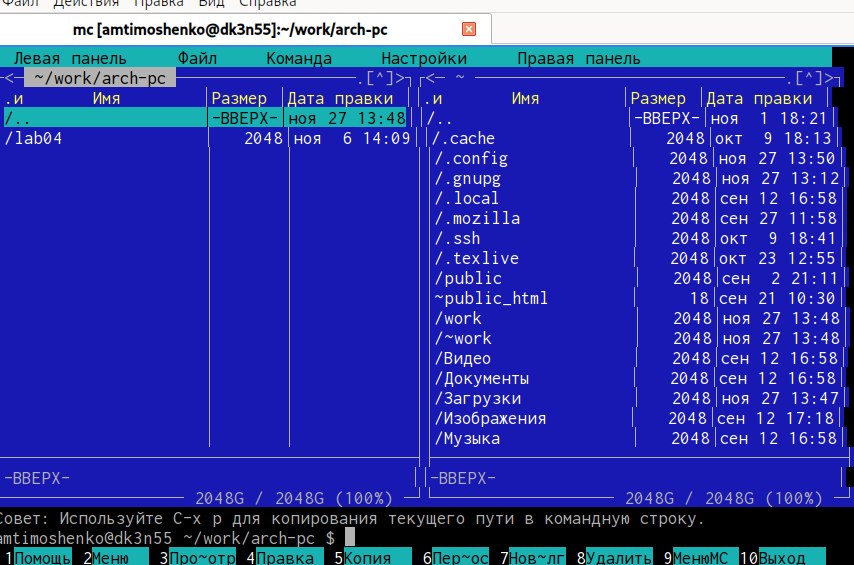 Файл Действия Правка Вид Справка
mc [amtimoshenko@dk3n55]:~/work/arch-pc
Левая панель Файл Команда Настройки Правая панель
<─ ~/work/arch-pc ─.[^]>┐┌<─ ~ ─.[^]>┐
.и Имя Размер Дата правки .и Имя Размер Дата правки
/.. -ВВЕРХ- ноя 27 13:48 /.. -ВВЕРХ- ноя 1 18:21
/lab04 2048 ноя 6 14:09 /.cache 2048 окт 9 18:13
/.config 2048 ноя 27 13:50
/.gnupg 2048 ноя 27 13:12
/.local 2048 сен 12 16:58
/.mozilla 2048 сен 27 11:58
/.ssh 2048 окт 9 18:41
/.texlive 2048 окт 23 12:55
/public 2048 сен 2 21:11
~public_html 18 сен 21 10:30
/work 2048 ноя 27 13:48
/~work 2048 ноя 27 13:48
/Видео 2048 сен 12 16:58
/Документы 2048 сен 12 16:58
/Загрузки 2048 ноя 27 13:47
/Изображения 2048 сен 12 17:18
/Музыка 2048 сен 12 16:58
-ВВЕРХ- -ВВЕРХ-
2048G / 2048G (100%) 2048G / 2048G (100%)
Совет: Используйте C-x p для копирования текущего пути в командную строку.
amtimoshenko@dk3n55 ~/work/arch-pc $
1Помощь 2Меню 3Про~отр 4Правка 5Копия 6Пер~ос 7Нов~лг 8Удалить 9МенюMC 10Выход